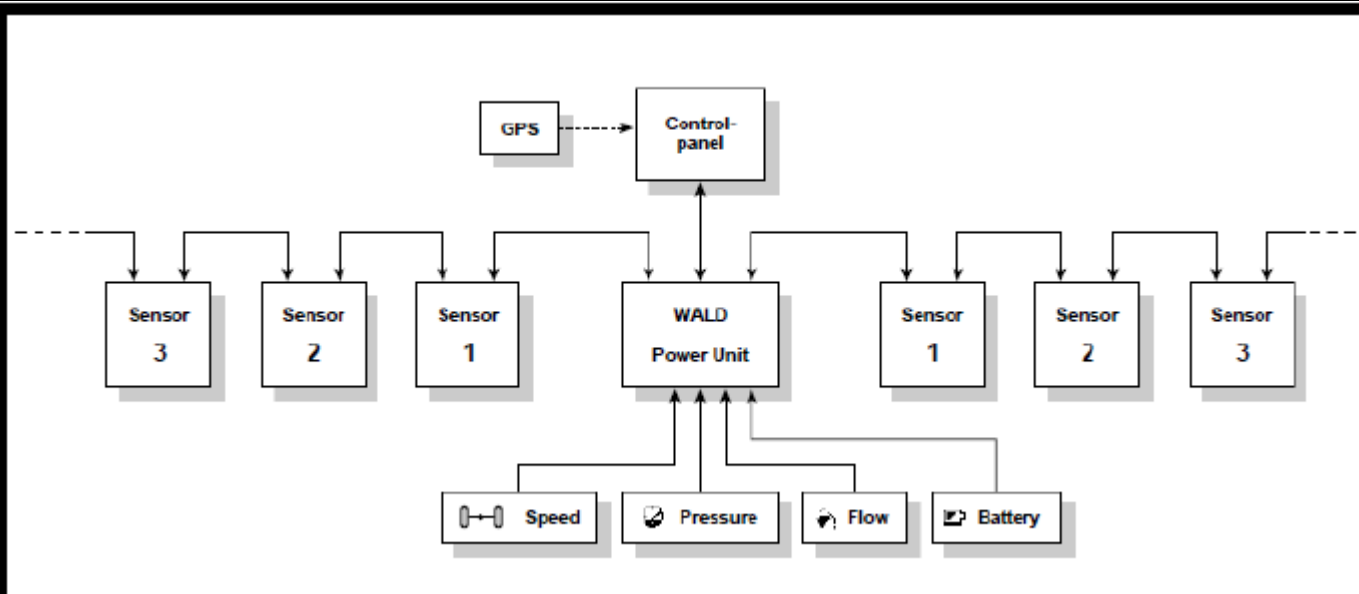 GPS
Control-
panel
Sensor
3
Sensor
2
Sensor
1
WALD
Power Unit
Sensor
1
Sensor
2
Sensor
3
Speed
Pressure
Flow
Battery